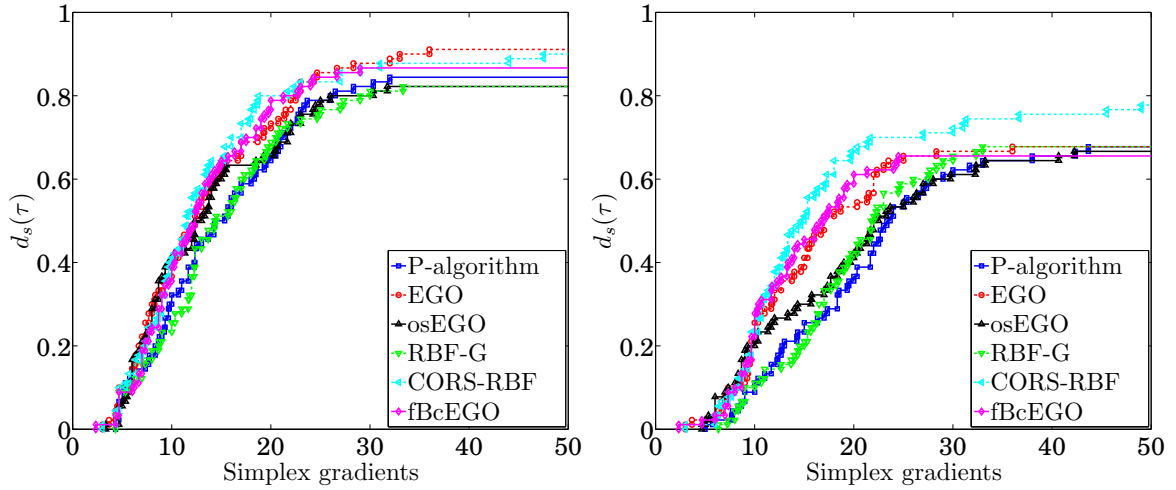 1
0.8
0.6
0.4
0.2
0
d_s(τ)
0 10 20 30 40 50
Simplex gradients
P-algorithm
EGO
osEGO
RBF-G
CORS-RBF
fBcEGO
1
0.8
0.6
0.4
0.2
0
d_s(τ)
0 10 20 30 40 50
Simplex gradients
P-algorithm
EGO
osEGO
RBF-G
CORS-RBF
fBcEGO